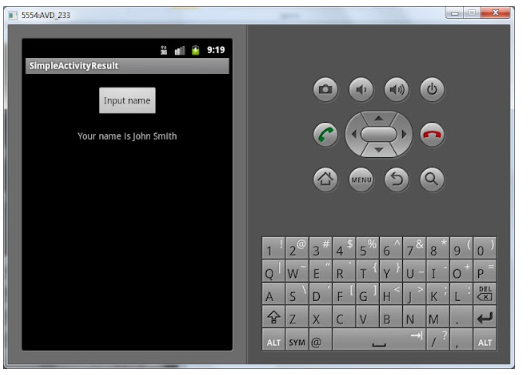 5554:AVD_233
3G 9:19
SimpleActivityResult
Input name
Your name is John Smith
MENU
1 ! 2 @ 3 # 4 $ 5 % 6 ^ 7 & 8 * 9 ( 0 )
Q | W ~ E " R ` T { Y } U _ I - O + P =
A S \ D ' F [ G ] H < J > K ; L : DEL
Z X C V B N M .
ALT SYM @ / ? , ALT